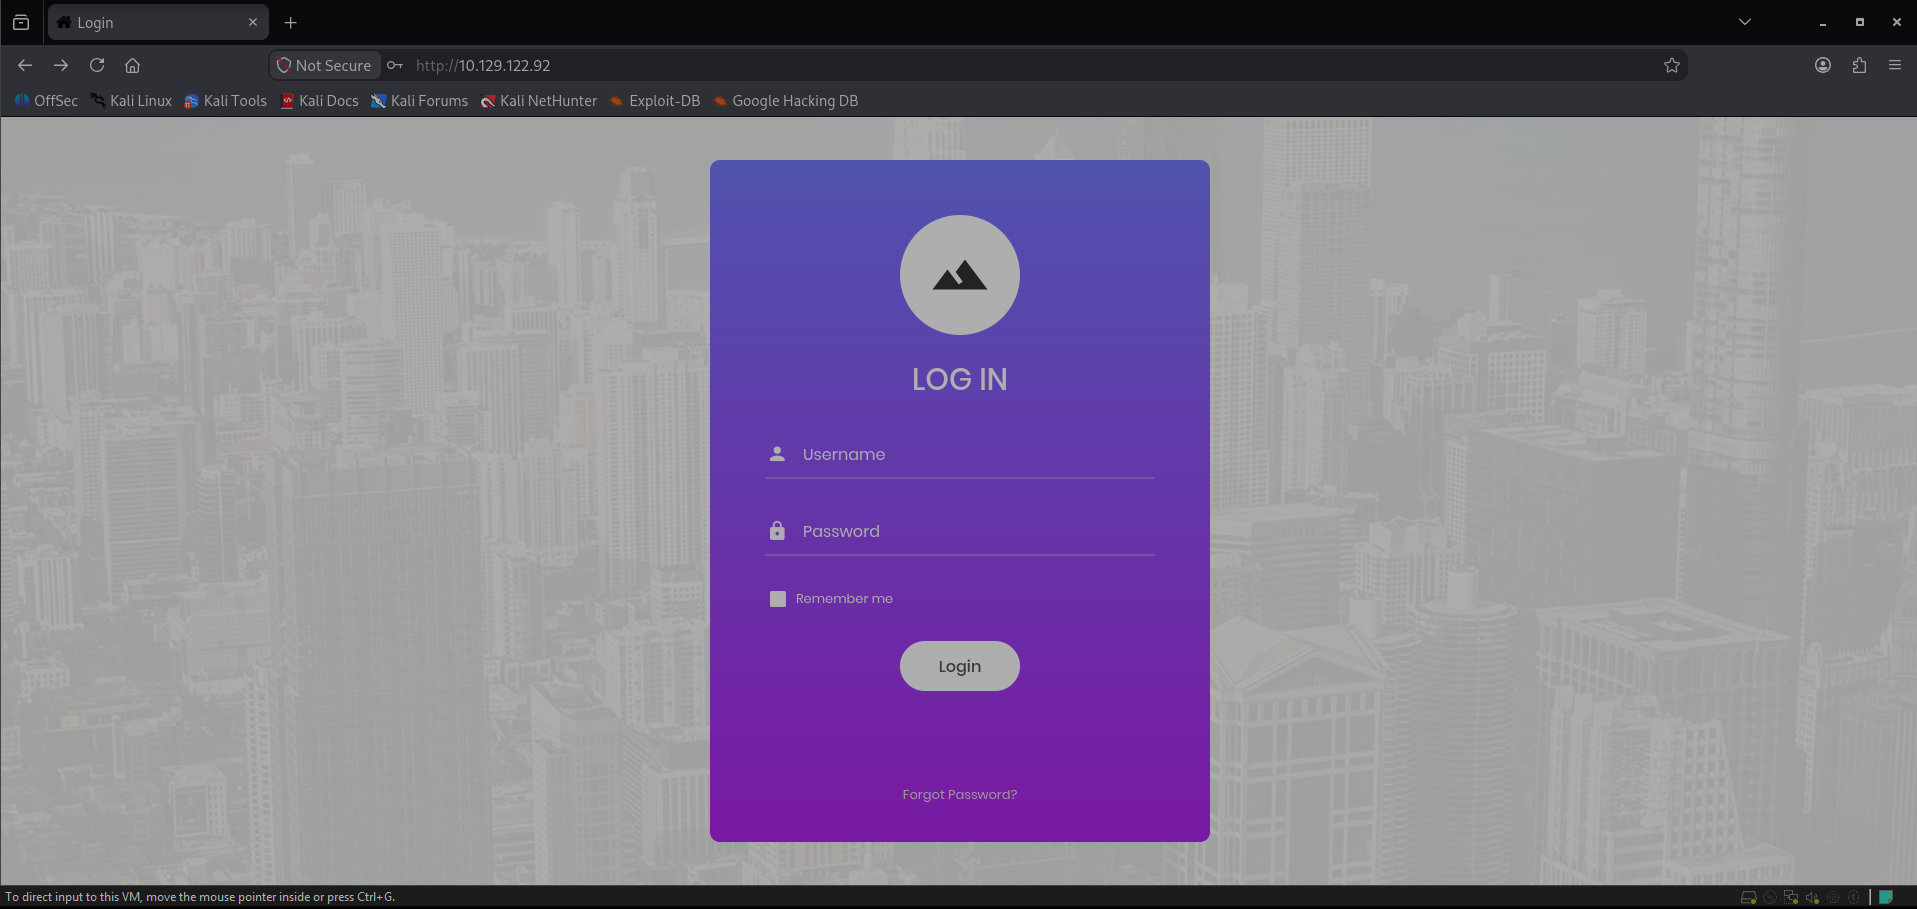 Login
Not Secure http://10.129.122.92
OffSec Kali Linux Kali Tools Kali Docs Kali Forums Kali NetHunter Exploit-DB Google Hacking DB
LOG IN
Username
Password
Remember me
Login
Forgot Password?
To direct input to this VM, move the mouse pointer inside or press Ctrl+G.